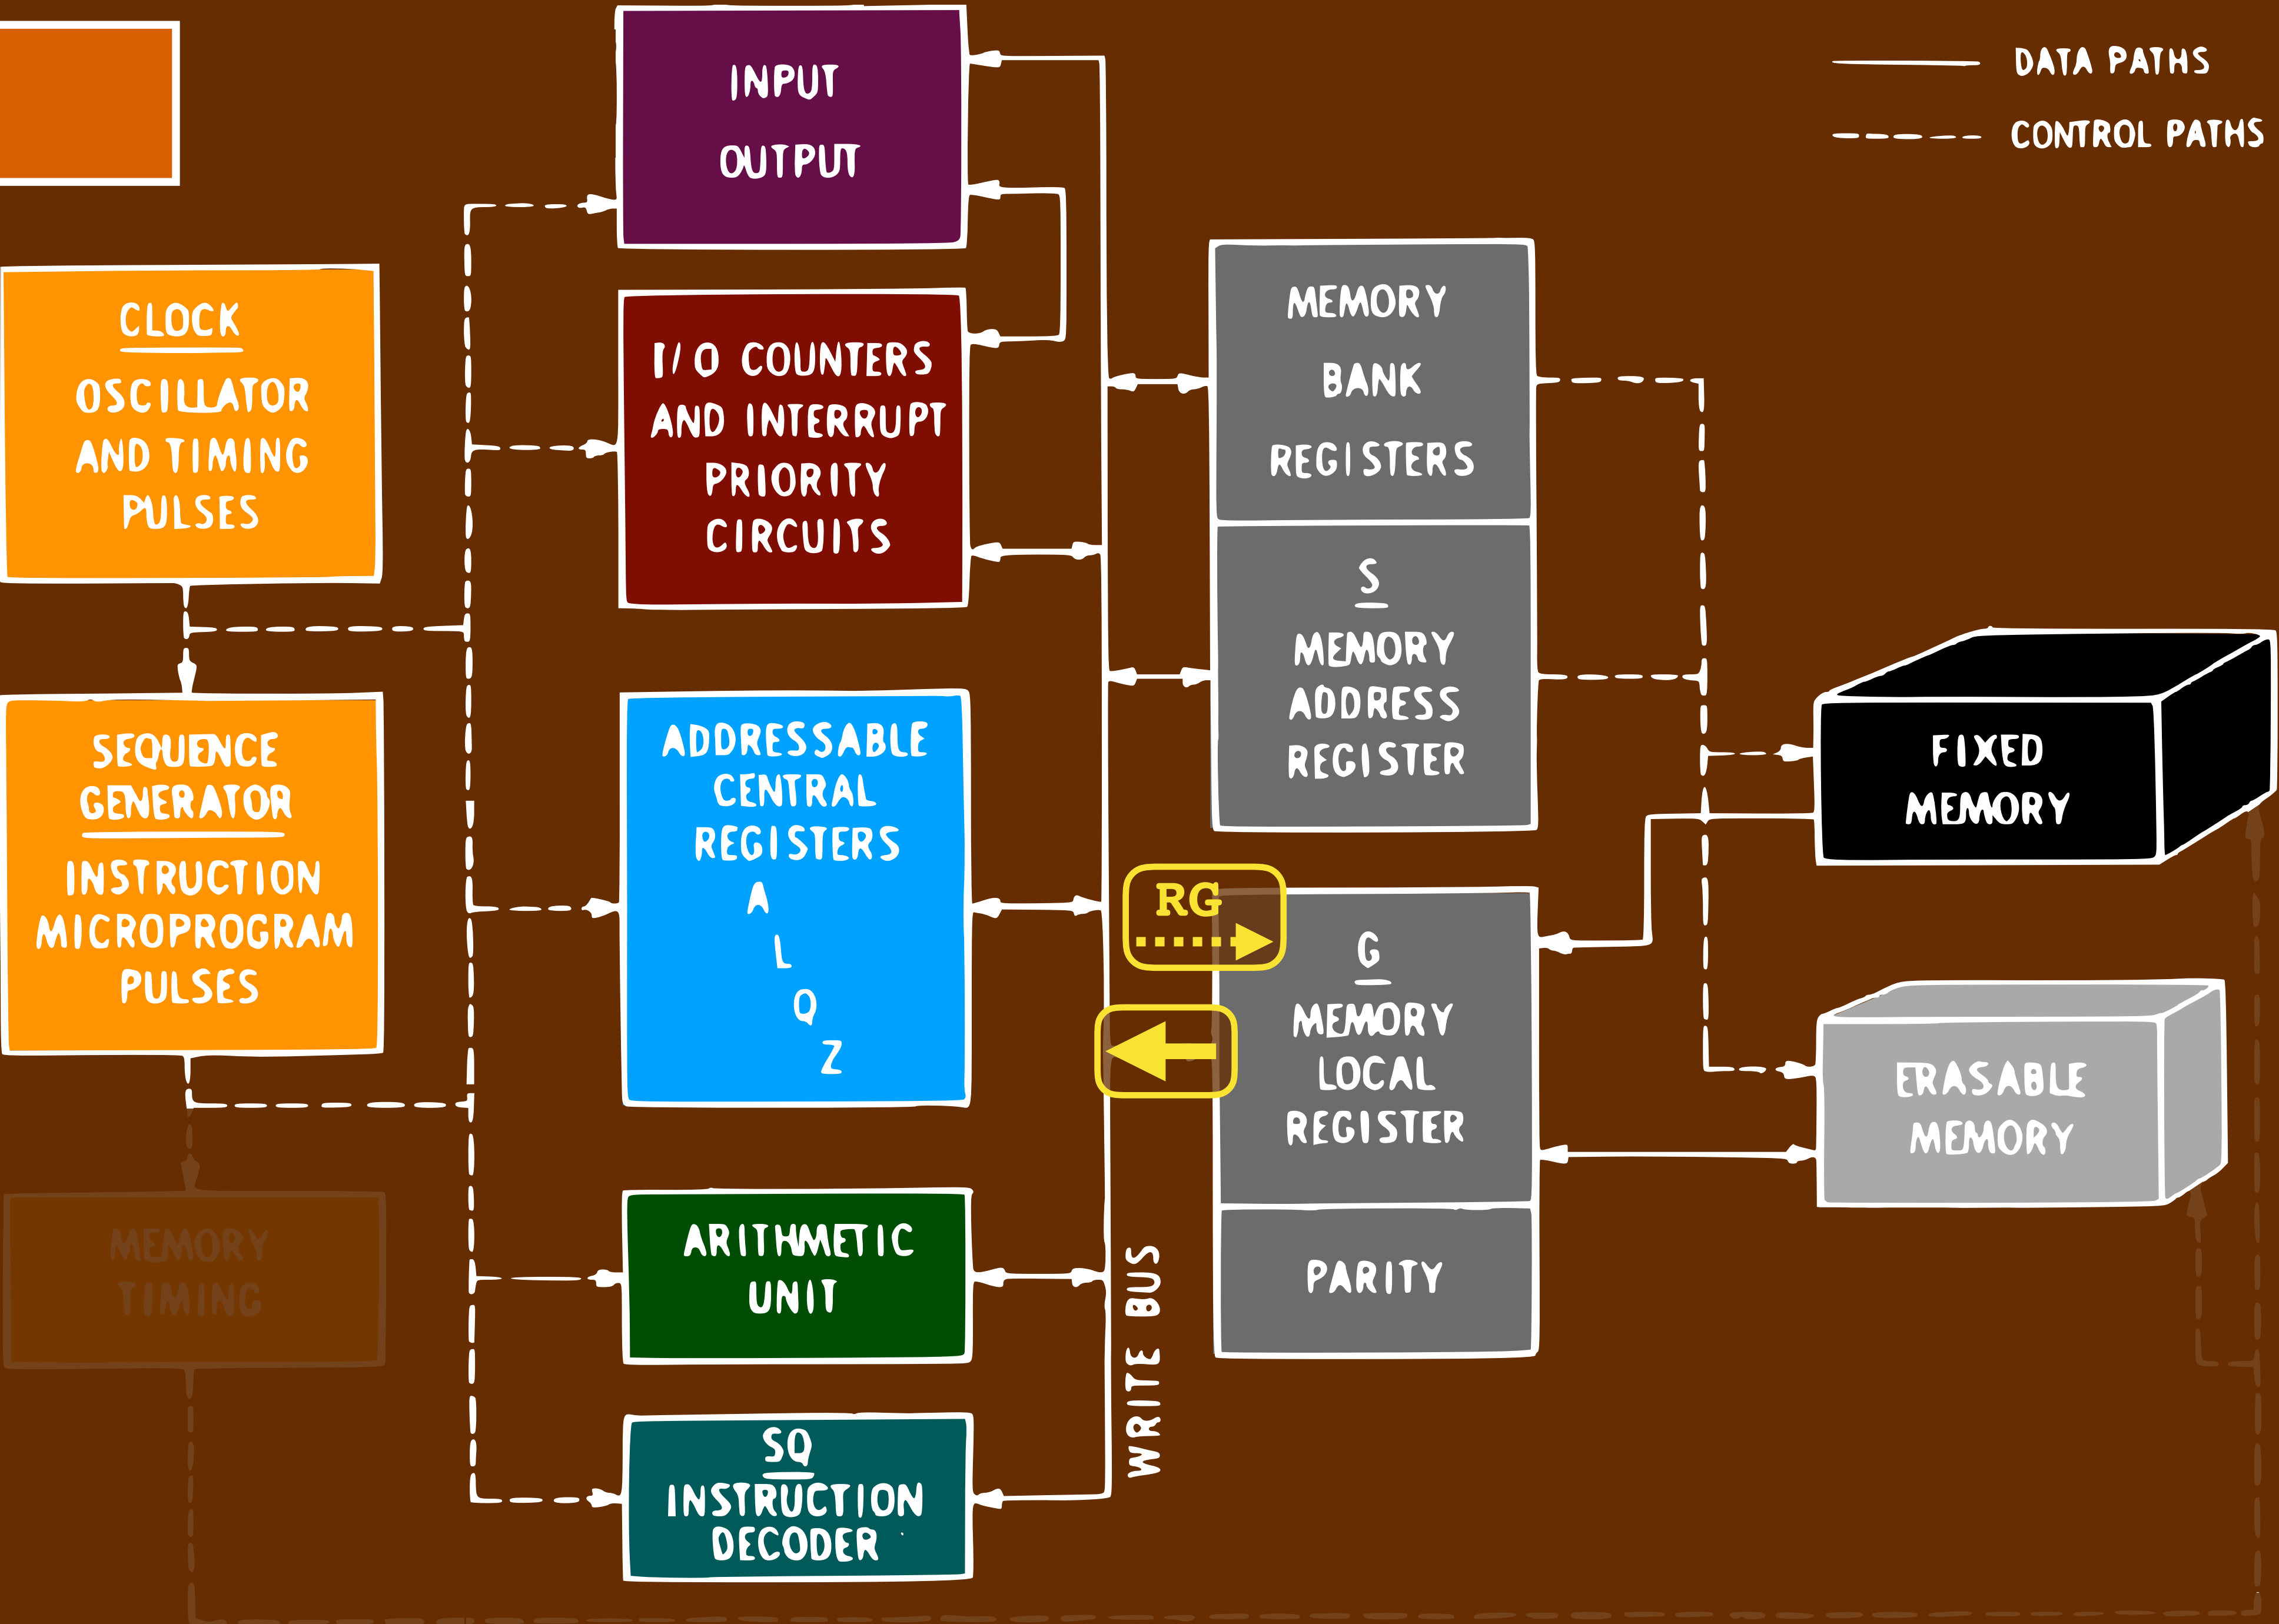 DATA PATHS
CONTROL PATHS
INPUT
OUTPUT
CLOCK
OSCILLATOR
AND TIMING
PULSES
I/O COUNTERS
AND INTERRUPT
PRIORITY
CIRCUITS
MEMORY
BANK
REGISTERS
S
MEMORY
ADDRESS
REGISTER
SEQUENCE
GENERATOR
INSTRUCTION
MICROPROGRAM
PULSES
ADDRESSABLE
CENTRAL
REGISTERS
A
L
Q
Z
RG
G
MEMORY
LOCAL
REGISTER
PARITY
FIXED
MEMORY
ERASABLE
MEMORY
MEMORY
TIMING
ARITHMETIC
UNIT
WRITE BUS
SQ
INSTRUCTION
DECODER